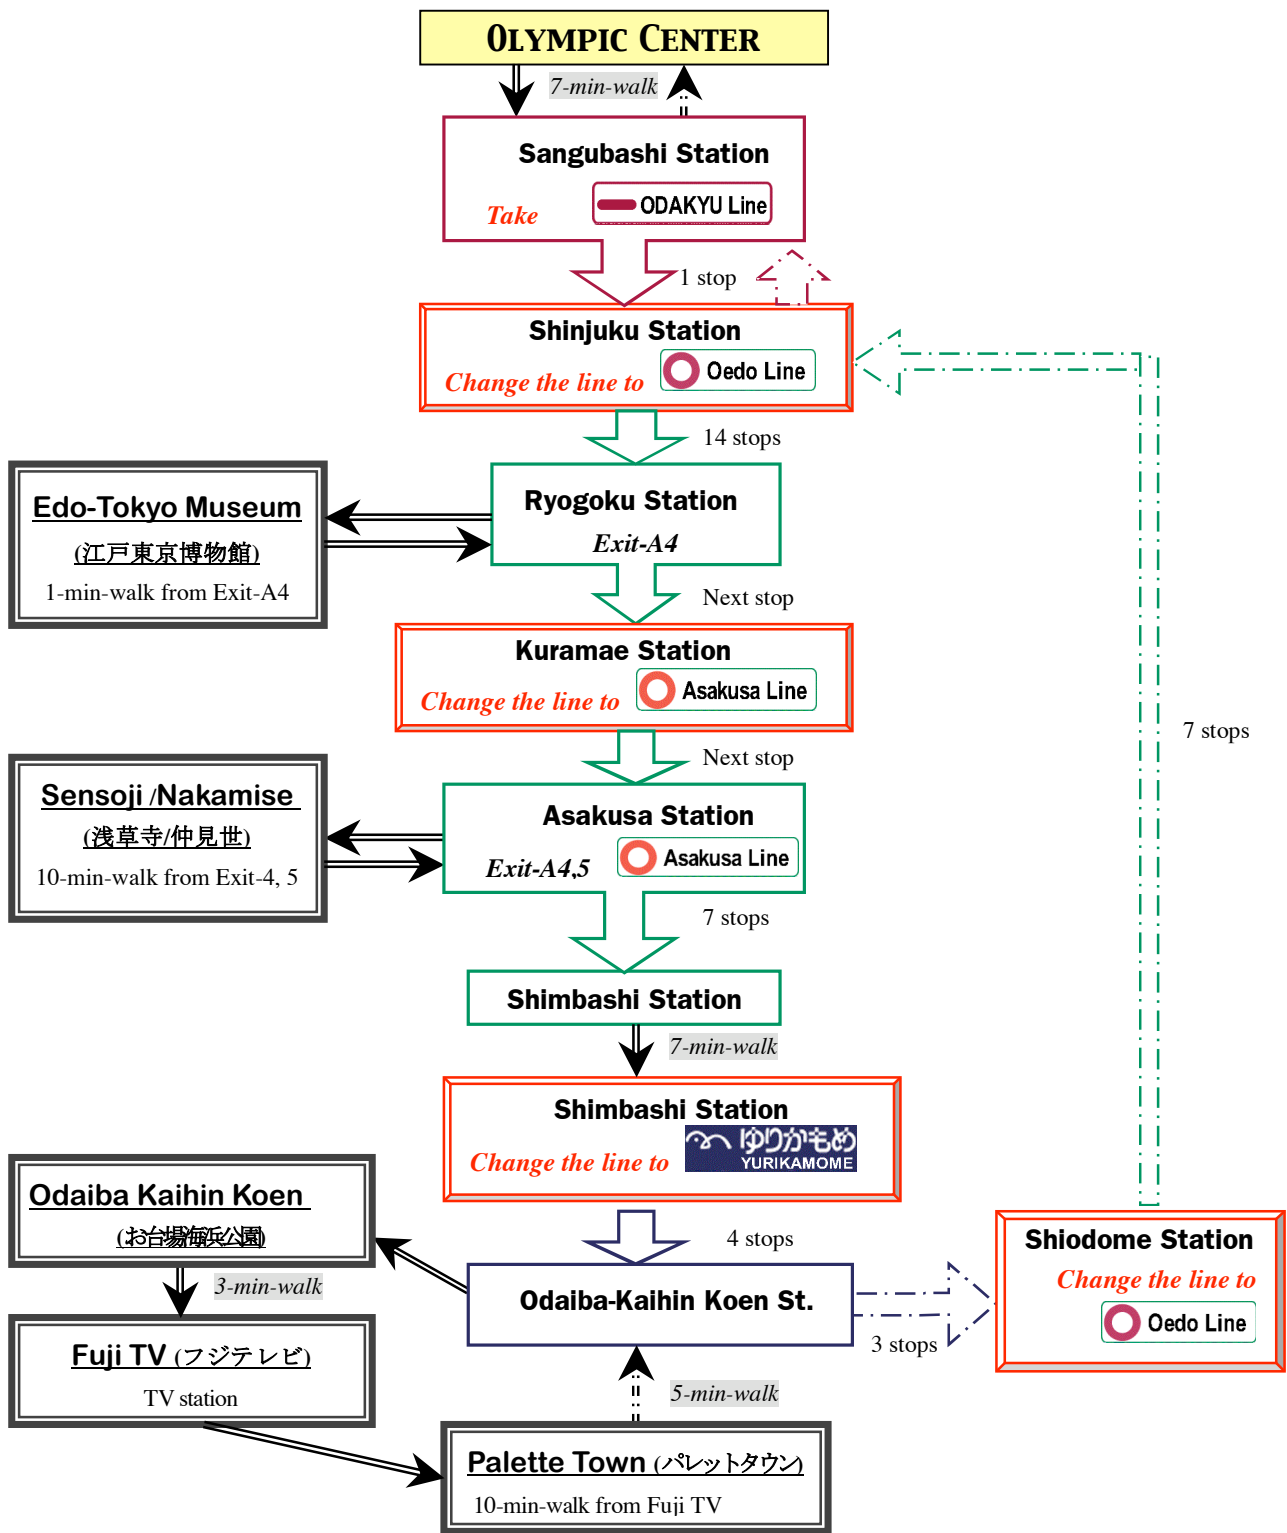 OLYMPIC CENTER
7-min-walk
Sangubashi Station
Take
ODAKYU Line
1 stop
Shinjuku Station
Change the line to
Oedo Line
14 stops
Edo-Tokyo Museum
(江戸東京博物館)
1-min-walk from Exit-A4
Ryogoku Station
Exit-A4
Next stop
Kuramae Station
Change the line to
Asakusa Line
Next stop
7 stops
Sensoji /Nakamise
(浅草寺/仲見世)
10-min-walk from Exit-4, 5
Asakusa Station
Exit-A4,5
Asakusa Line
7 stops
Shimbashi Station
7-min-walk
Shimbashi Station
Change the line to
ゆりかもめ
YURIKAMOME
Odaiba Kaihin Koen
(お台場海浜公園)
4 stops
Shiodome Station
Change the line to
Oedo Line
3-min-walk
Odaiba-Kaihin Koen St.
3 stops
Fuji TV (フジテレビ)
TV station
5-min-walk
Palette Town (パレットタウン)
10-min-walk from Fuji TV